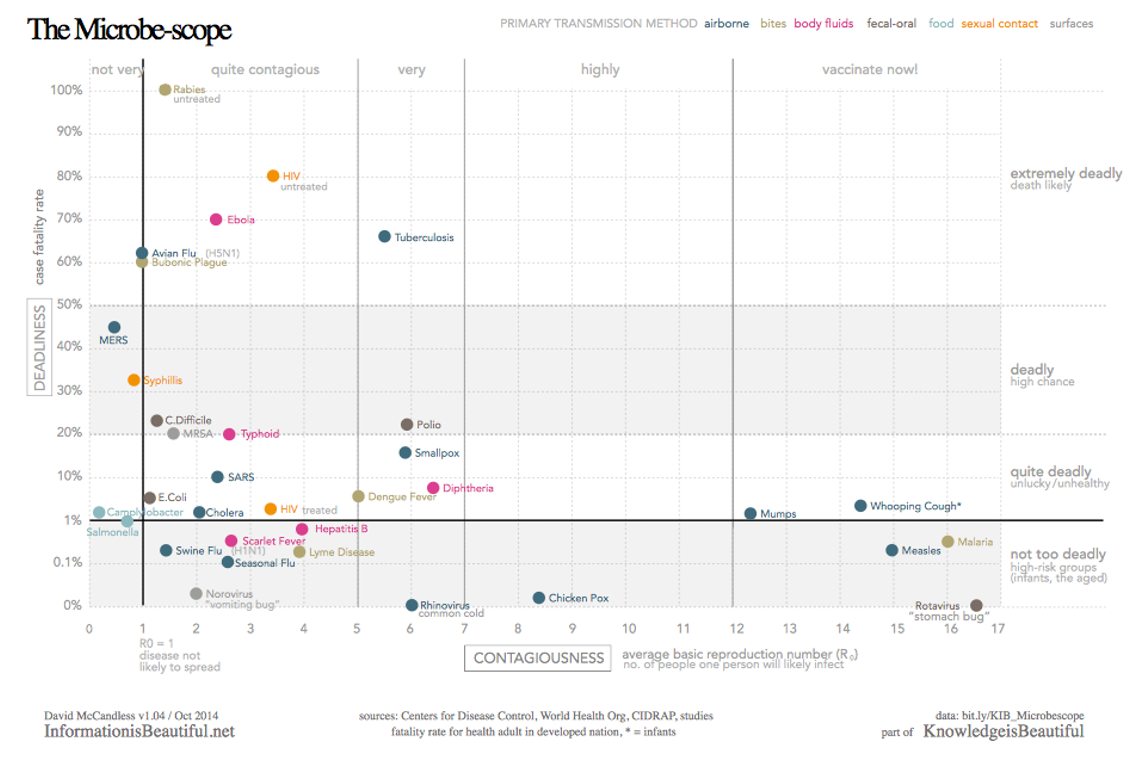 The Microbe-scope
PRIMARY TRANSMISSION METHOD airborne bites body fluids fecal-oral food sexual contact surfaces
not very quite contagious very highly vaccinate now!
100%
Rabies
untreated
90%
80%
HIV
untreated
extremely deadly
death likely
70%
Ebola
Tuberculosis
case fatality rate
Avian Flu (H5N1)
60%
Bubonic Plague
50%
DEADLINESS
MERS
40%
Syphillis
deadly
high chance
30%
C.Difficile
Polio
20%
MRSA
Typhoid
Smallpox
10%
SARS
quite deadly
unlucky/unhealthy
Diphtheria
E.Coli
Dengue Fever
Whooping Cough*
Camplylobacter
Cholera
HIV treated
Mumps
1%
Salmonella
Hepatitis B
Scarlet Fever
Malaria
Swine Flu (H1N1)
Lyme Disease
Measles
not too deadly
high-risk groups
(infants, the aged)
0.1%
Seasonal Flu
Norovirus
"vomiting bug"
Chicken Pox
0%
Rhinovirus
common cold
Rotavirus
"stomach bug"
0 1 2 3 4 5 6 7 8 9 10 11 12 13 14 15 16 17
R0 = 1
disease not
likely to spread
CONTAGIOUSNESS
average basic reproduction number (R0)
no. of people one person will likely infect
David McCandless v1.04 / Oct 2014
InformationisBeautiful.net
sources: Centers for Disease Control, World Health Org, CIDRAP, studies
fatality rate for health adult in developed nation, * = infants
data: bit.ly/KIB_Microbescope
part of KnowledgeisBeautiful